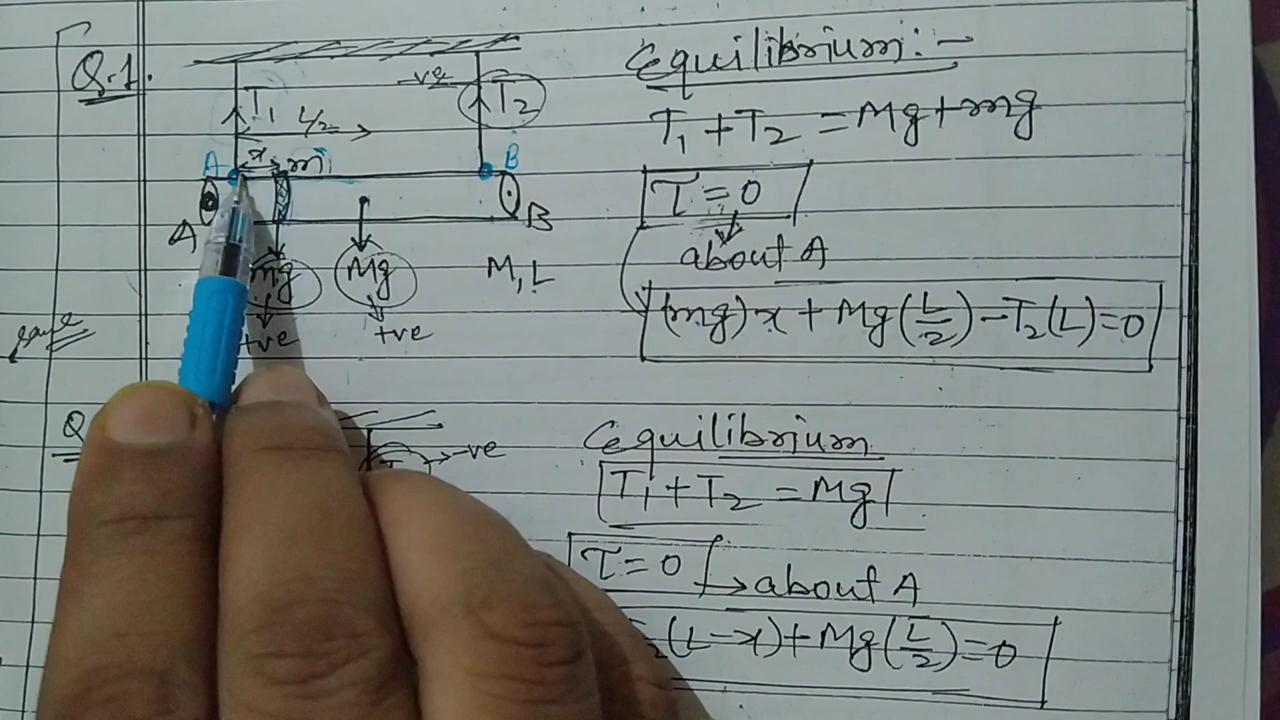 Q.1.
-ve
T1
T2
L/2
A
x
m
B
A
B
mg
Mg
M, L
+ve
+ve
Equilibrium:-
T1 + T2 = Mg + mg
τ = 0
about A
(mg)x + Mg(L/2) - T2(L) = 0
Q
-ve
Equilibrium
T1 + T2 = Mg
τ = 0 → about A
2(L-x) + Mg(L/2) = 0